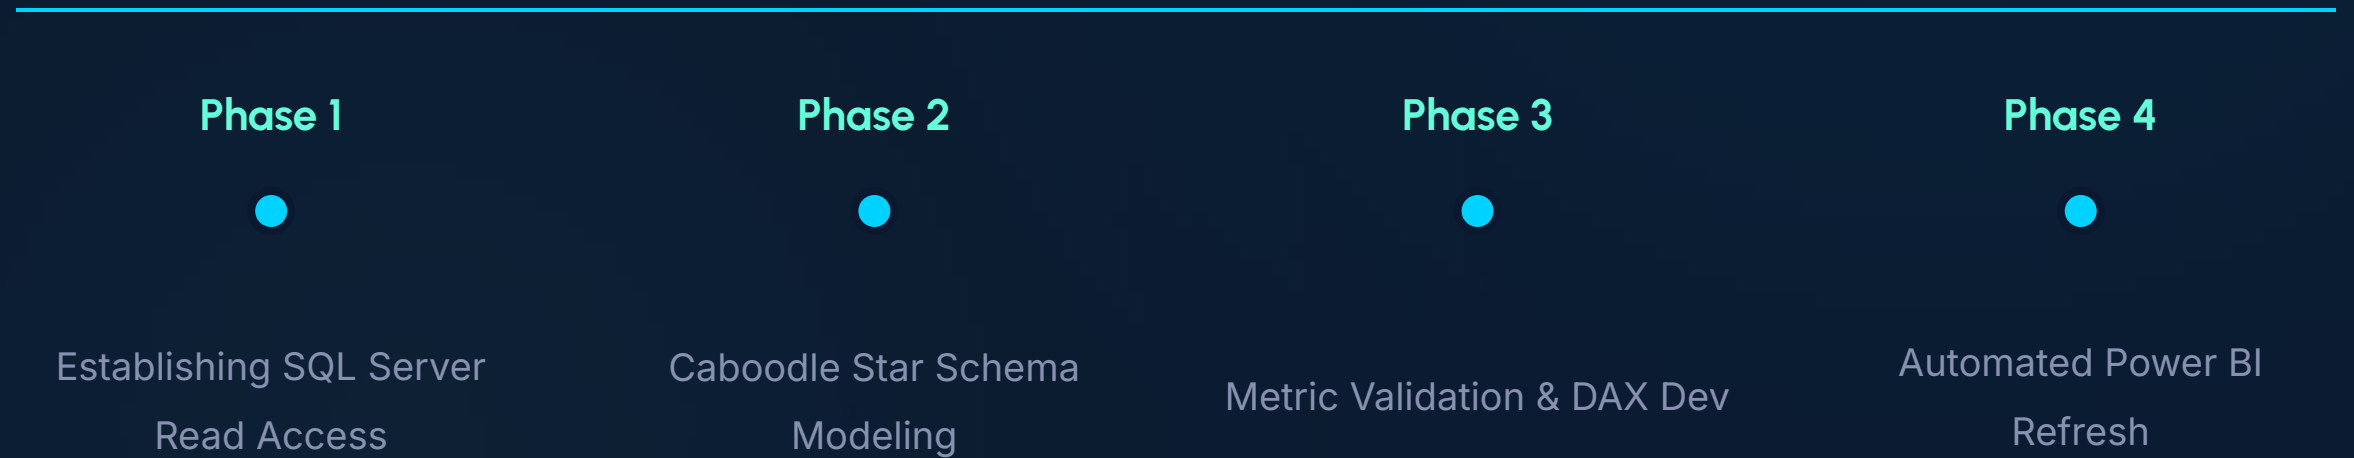 Phase 1
Establishing SQL Server
Read Access
Phase 2
Caboodle Star Schema
Modeling
Phase 3
Metric Validation & DAX Dev
Phase 4
Automated Power BI
Refresh